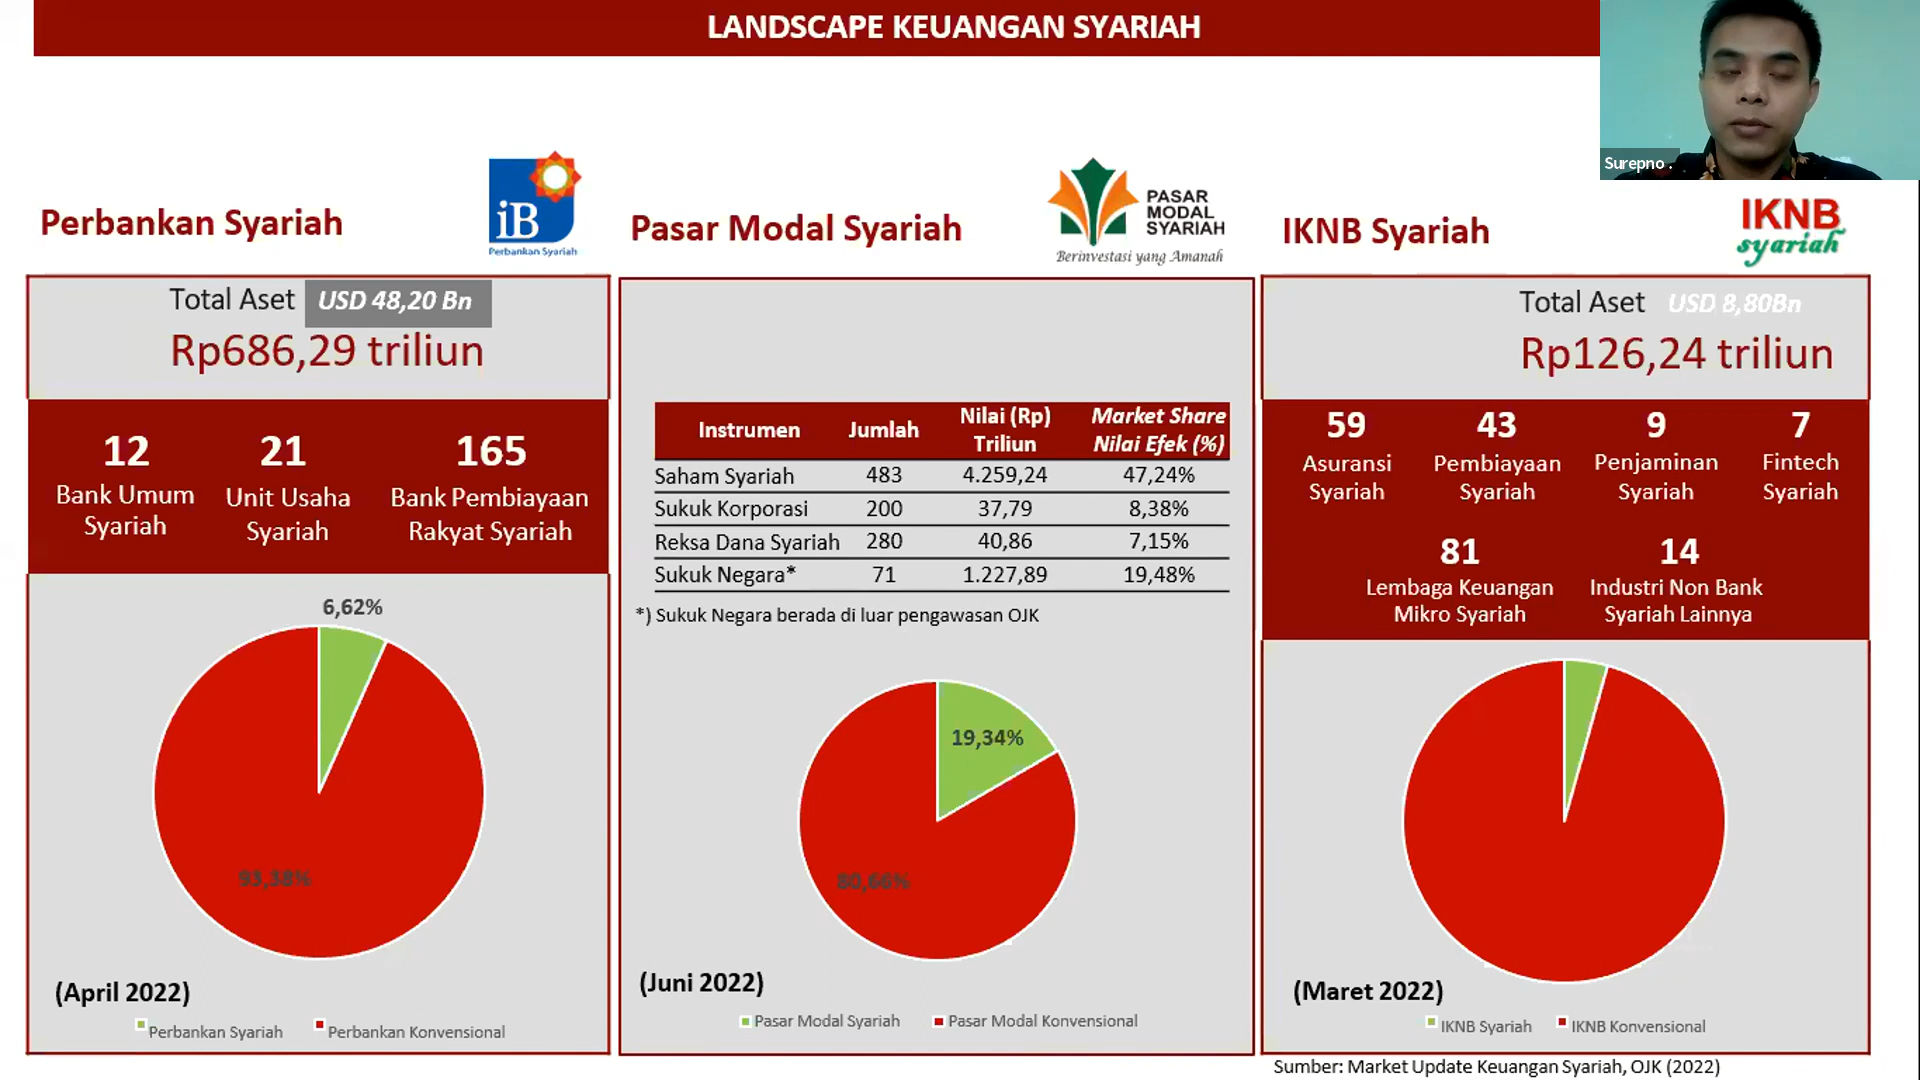 LANDSCAPE KEUANGAN SYARIAH
Surepno .
Perbankan Syariah
iB
Perbankan Syariah
Total Aset USD 48,20 Bn
Rp686,29 triliun
12
Bank Umum
Syariah
21
Unit Usaha
Syariah
165
Bank Pembiayaan
Rakyat Syariah
6,62%
93,38%
(April 2022)
Perbankan Syariah Perbankan Konvensional
Pasar Modal Syariah
PASAR
MODAL
SYARIAH
Berinvestasi yang Amanah
Instrumen Jumlah Nilai (Rp) Triliun Market Share Nilai Efek (%)
Saham Syariah 483 4.259,24 47,24%
Sukuk Korporasi 200 37,79 8,38%
Reksa Dana Syariah 280 40,86 7,15%
Sukuk Negara* 71 1.227,89 19,48%
*) Sukuk Negara berada di luar pengawasan OJK
19,34%
80,66%
(Juni 2022)
Pasar Modal Syariah Pasar Modal Konvensional
IKNB Syariah
IKNB
syariah
Total Aset USD 8,80Bn
Rp126,24 triliun
59
Asuransi
Syariah
43
Pembiayaan
Syariah
9
Penjaminan
Syariah
7
Fintech
Syariah
81
Lembaga Keuangan
Mikro Syariah
14
Industri Non Bank
Syariah Lainnya
(Maret 2022)
IKNB Syariah IKNB Konvensional
Sumber: Market Update Keuangan Syariah, OJK (2022)